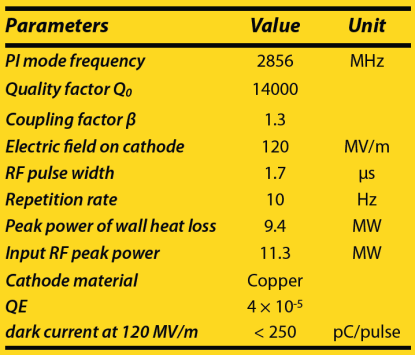 Parameters Value Unit
PI mode frequency 2856 MHz
Quality factor Q₀ 14000
Coupling factor β 1.3
Electric field on cathode 120 MV/m
RF pulse width 1.7 μs
Repetition rate 10 Hz
Peak power of wall heat loss 9.4 MW
Input RF peak power 11.3 MW
Cathode material Copper
QE 4 × 10⁻⁵
dark current at 120 MV/m < 250 pC/pulse